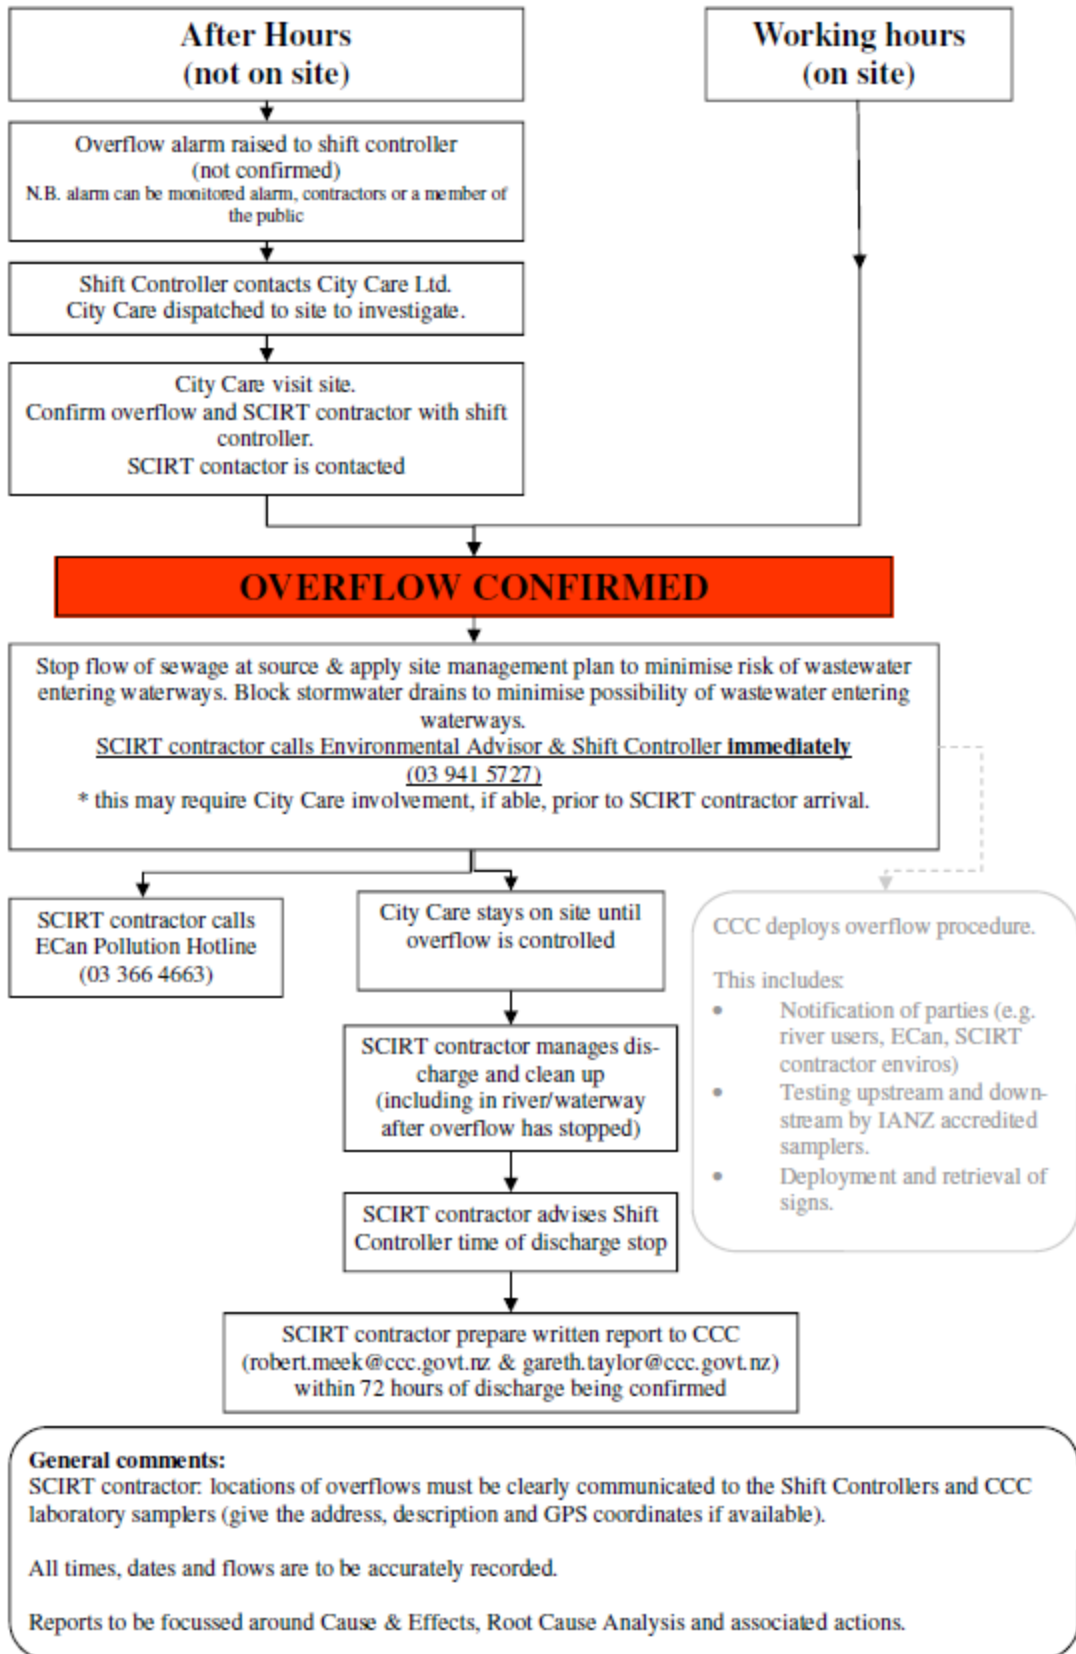 After Hours
(not on site)
Working hours
(on site)
Overflow alarm raised to shift controller
(not confirmed)
N.B. alarm can be monitored alarm, contractors or a member of
the public
Shift Controller contacts City Care Ltd.
City Care dispatched to site to investigate.
City Care visit site.
Confirm overflow and SCIRT contractor with shift
controller.
SCIRT contactor is contacted
OVERFLOW CONFIRMED
Stop flow of sewage at source & apply site management plan to minimise risk of wastewater
entering waterways. Block stormwater drains to minimise possibility of wastewater entering
waterways.
SCIRT contractor calls Environmental Advisor & Shift Controller immediately
(03 941 5727)
* this may require City Care involvement, if able, prior to SCIRT contractor arrival.
SCIRT contractor calls
ECan Pollution Hotline
(03 366 4663)
City Care stays on site until
overflow is controlled
SCIRT contractor manages dis-
charge and clean up
(including in river/waterway
after overflow has stopped)
SCIRT contractor advises Shift
Controller time of discharge stop
CCC deploys overflow procedure.
This includes:
• Notification of parties (e.g.
river users, ECan, SCIRT
contractor enviros)
• Testing upstream and down-
stream by IANZ accredited
samplers.
• Deployment and retrieval of
signs.
SCIRT contractor prepare written report to CCC
(robert.meek@ccc.govt.nz & gareth.taylor@ccc.govt.nz)
within 72 hours of discharge being confirmed
General comments:
SCIRT contractor: locations of overflows must be clearly communicated to the Shift Controllers and CCC
laboratory samplers (give the address, description and GPS coordinates if available).
All times, dates and flows are to be accurately recorded.
Reports to be focussed around Cause & Effects, Root Cause Analysis and associated actions.